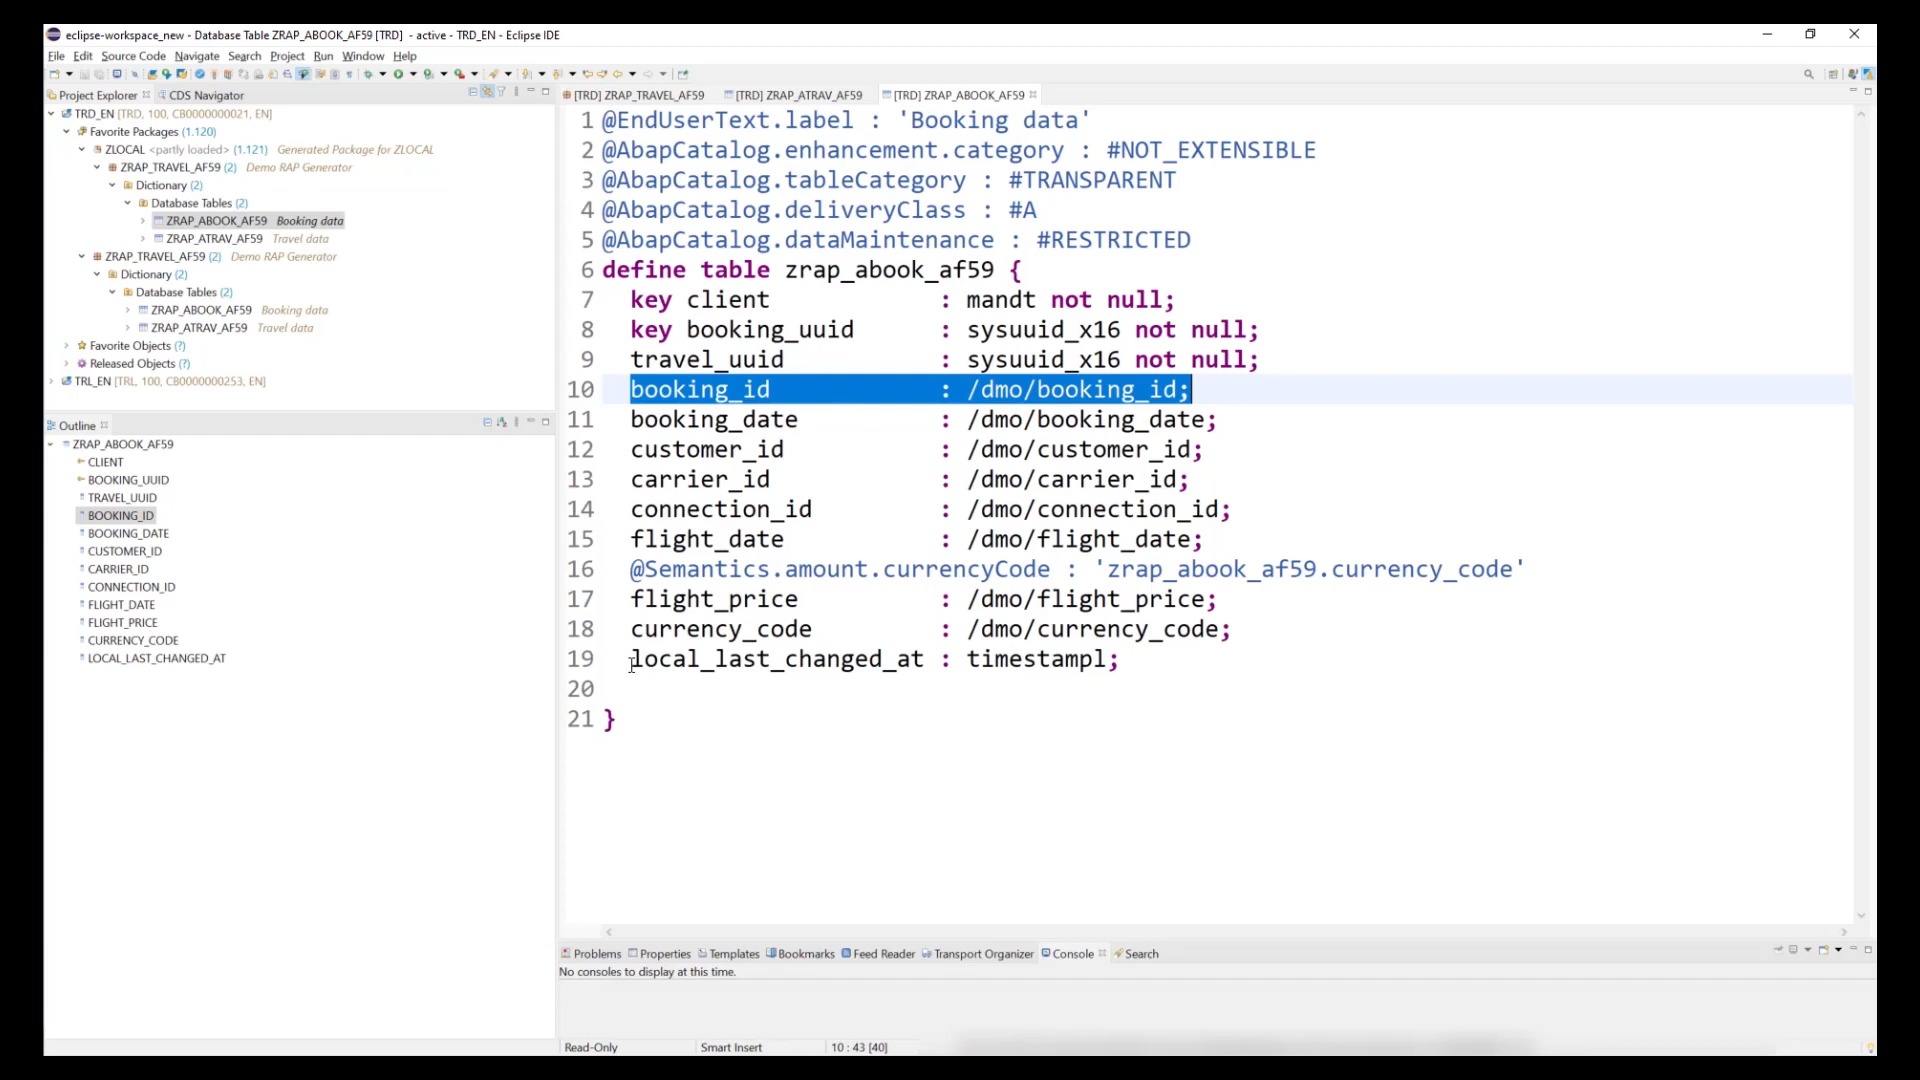 eclipse-workspace_new - Database Table ZRAP_ABOOK_AF59 [TRD] - active - TRD_EN - Eclipse IDE
File Edit Source Code Navigate Search Project Run Window Help
Project Explorer CDS Navigator
TRD_EN [TRD, 100, CB0000000021, EN]
Favorite Packages (1.120)
ZLOCAL <partly loaded> (1.121) Generated Package for ZLOCAL
ZRAP_TRAVEL_AF59 (2) Demo RAP Generator
Dictionary (2)
Database Tables (2)
ZRAP_ABOOK_AF59 Booking data
ZRAP_ATRAV_AF59 Travel data
ZRAP_TRAVEL_AF59 (2) Demo RAP Generator
Dictionary (2)
Database Tables (2)
ZRAP_ABOOK_AF59 Booking data
ZRAP_ATRAV_AF59 Travel data
Favorite Objects (?)
Released Objects (?)
TRL_EN [TRL, 100, CB0000000253, EN]
Outline
ZRAP_ABOOK_AF59
CLIENT
BOOKING_UUID
TRAVEL_UUID
BOOKING_ID
BOOKING_DATE
CUSTOMER_ID
CARRIER_ID
CONNECTION_ID
FLIGHT_DATE
FLIGHT_PRICE
CURRENCY_CODE
LOCAL_LAST_CHANGED_AT
[TRD] ZRAP_TRAVEL_AF59 [TRD] ZRAP_ATRAV_AF59 [TRD] ZRAP_ABOOK_AF59
1 @EndUserText.label : 'Booking data'
2 @AbapCatalog.enhancement.category : #NOT_EXTENSIBLE
3 @AbapCatalog.tableCategory : #TRANSPARENT
4 @AbapCatalog.deliveryClass : #A
5 @AbapCatalog.dataMaintenance : #RESTRICTED
6 define table zrap_abook_af59 {
7 key client : mandt not null;
8 key booking_uuid : sysuuid_x16 not null;
9 travel_uuid : sysuuid_x16 not null;
10 booking_id : /dmo/booking_id;
11 booking_date : /dmo/booking_date;
12 customer_id : /dmo/customer_id;
13 carrier_id : /dmo/carrier_id;
14 connection_id : /dmo/connection_id;
15 flight_date : /dmo/flight_date;
16 @Semantics.amount.currencyCode : 'zrap_abook_af59.currency_code'
17 flight_price : /dmo/flight_price;
18 currency_code : /dmo/currency_code;
19 local_last_changed_at : timestampl;
20
21 }
Problems Properties Templates Bookmarks Feed Reader Transport Organizer Console Search
No consoles to display at this time.
Read-Only Smart Insert 10 : 43 [40]